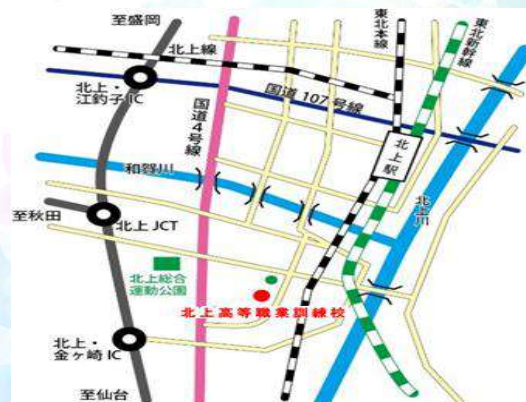 至盛岡
北上線
東北本線
東北新幹線
北上・
江釣子IC
国道4号線
国道107号線
北上駅
和賀川
北上川
至秋田
北上JCT
北上総合
運動公園
北上高等職業訓練校
北上・
金ヶ崎IC
至仙台